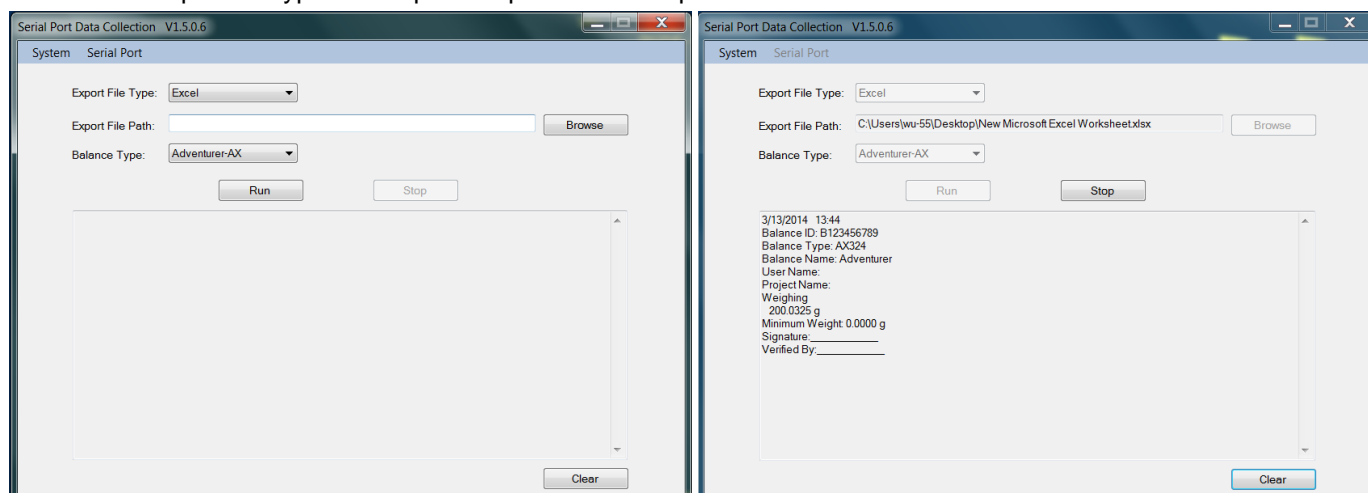 Serial Port Data Collection V1.5.0.6
System Serial Port
Export File Type: Excel
Export File Path: Browse
Balance Type: Adventurer-AX
Run Stop
Clear
Serial Port Data Collection V1.5.0.6
System Serial Port
Export File Type: Excel
Export File Path: C:\Users\wu-55\Desktop\New Microsoft Excel Worksheet.xlsx Browse
Balance Type: Adventurer-AX
Run Stop
3/13/2014 13:44
Balance ID: B123456789
Balance Type: AX324
Balance Name: Adventurer
User Name:
Project Name:
Weighing
200.0325 g
Minimum Weight: 0.0000 g
Signature:____________
Verified By:____________
Clear